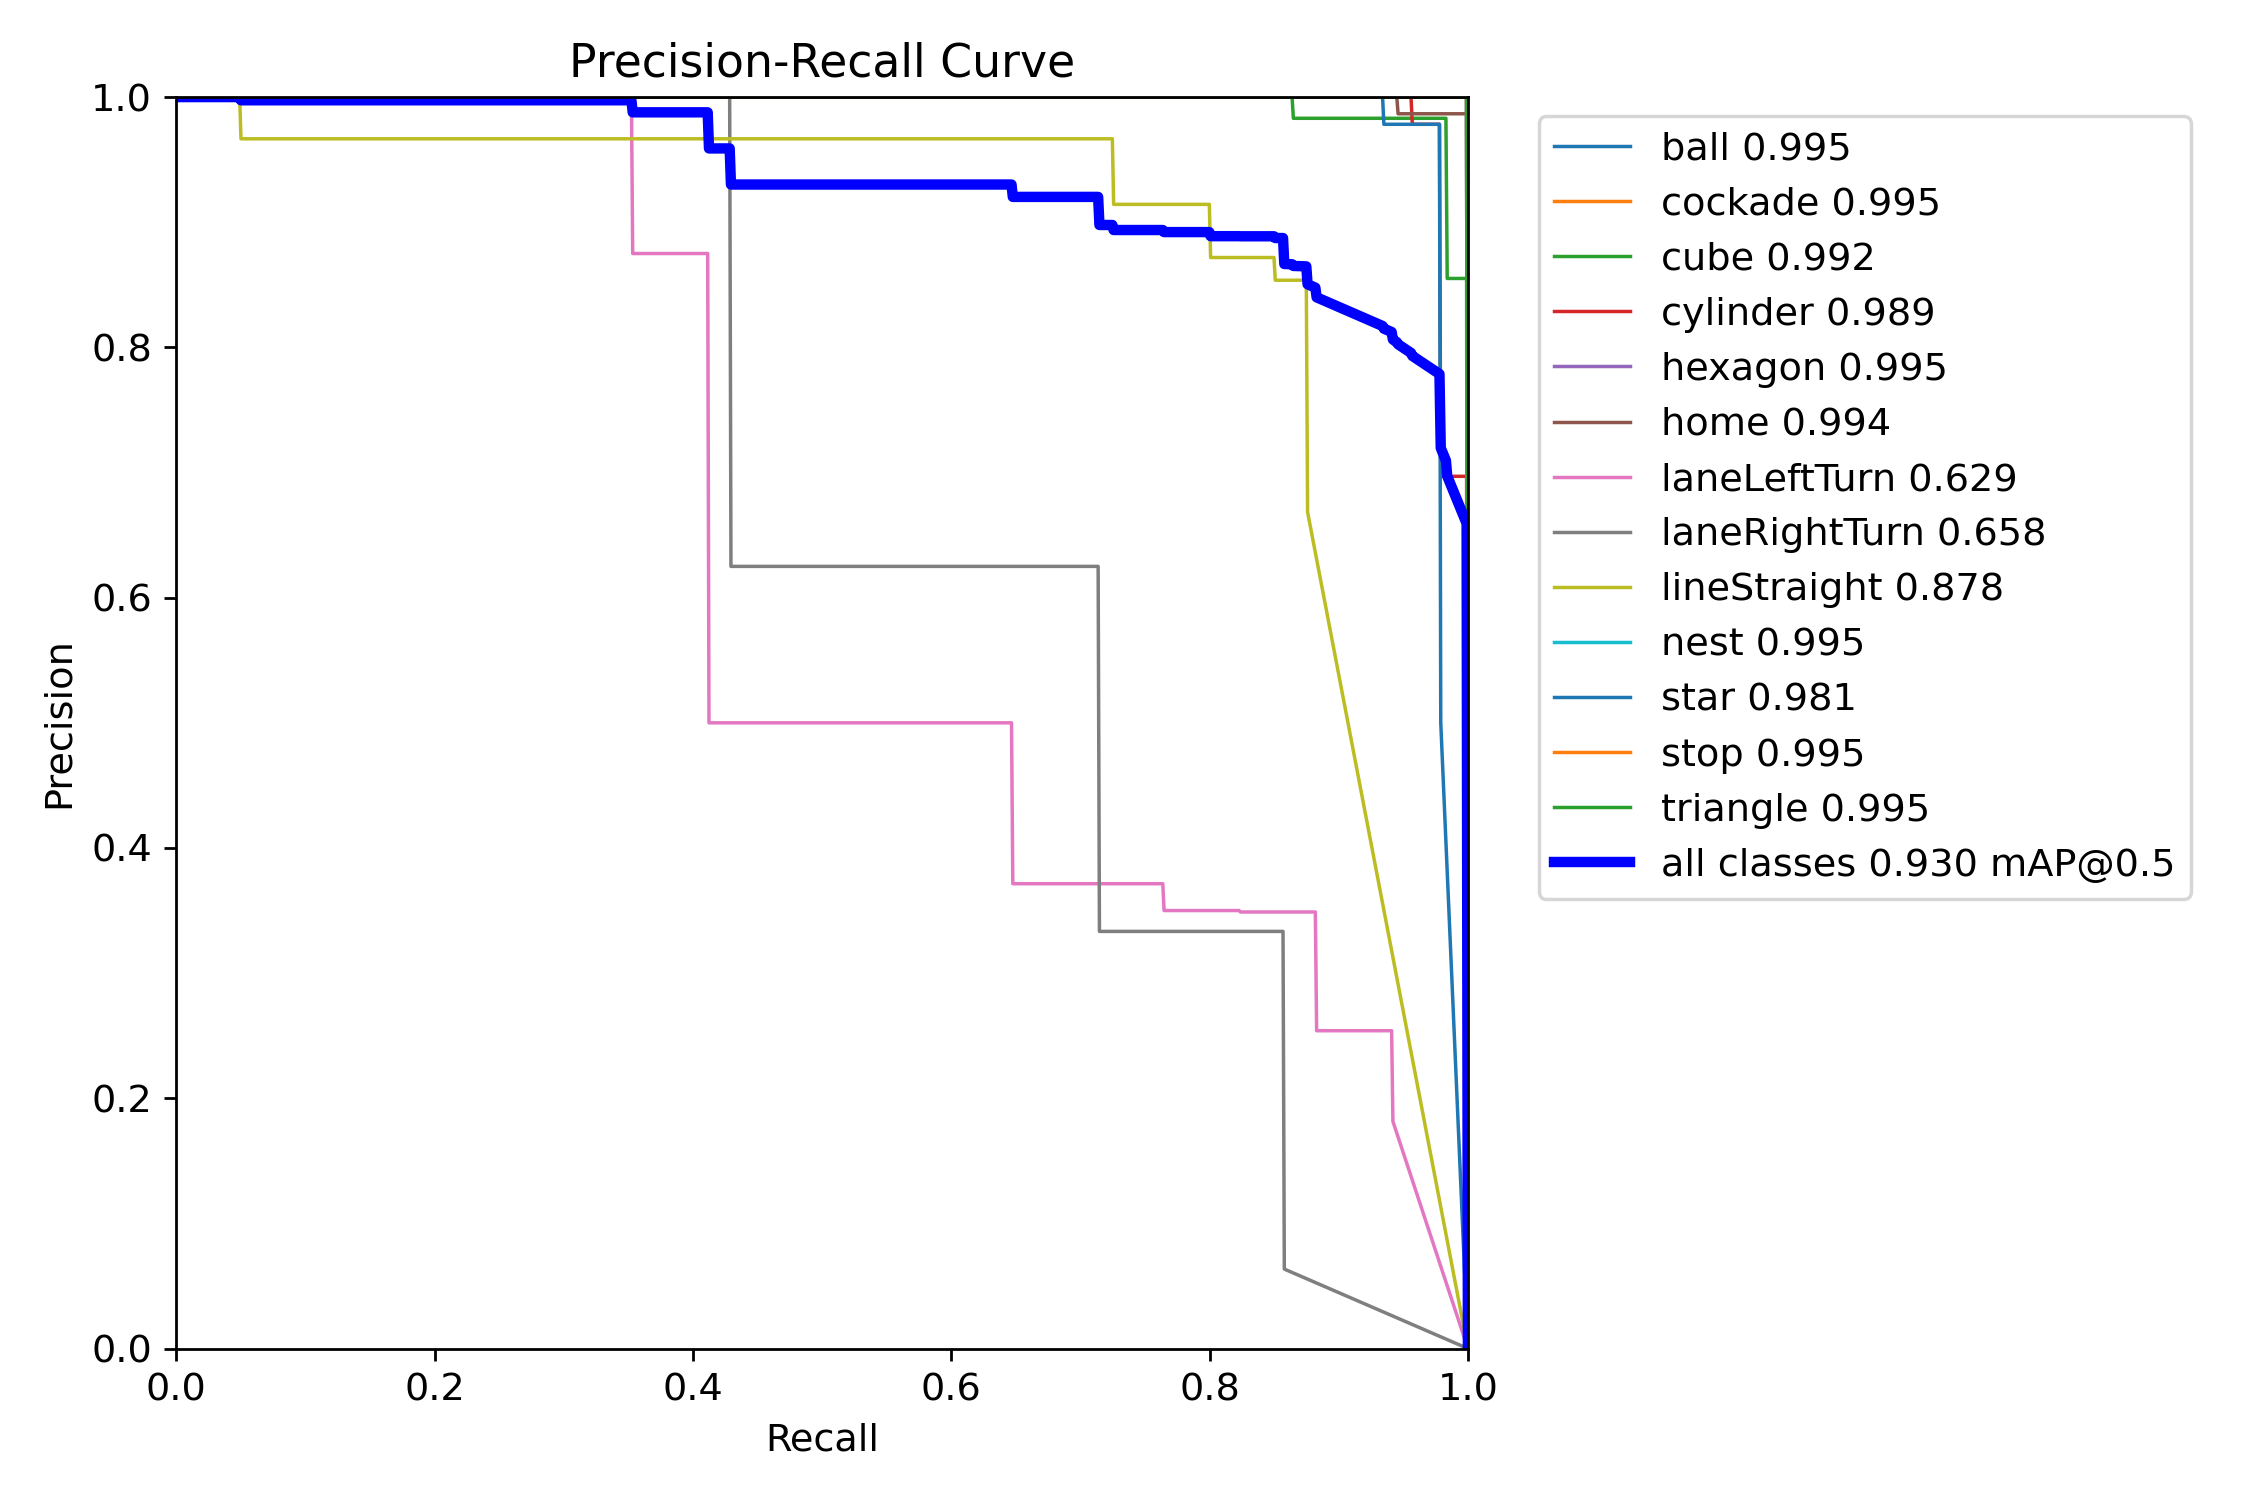 Precision-Recall Curve
1.0
0.8
0.6
0.4
0.2
0.0
Precision
0.0 0.2 0.4 0.6 0.8 1.0
Recall
ball 0.995
cockade 0.995
cube 0.992
cylinder 0.989
hexagon 0.995
home 0.994
laneLeftTurn 0.629
laneRightTurn 0.658
lineStraight 0.878
nest 0.995
star 0.981
stop 0.995
triangle 0.995
all classes 0.930 mAP@0.5